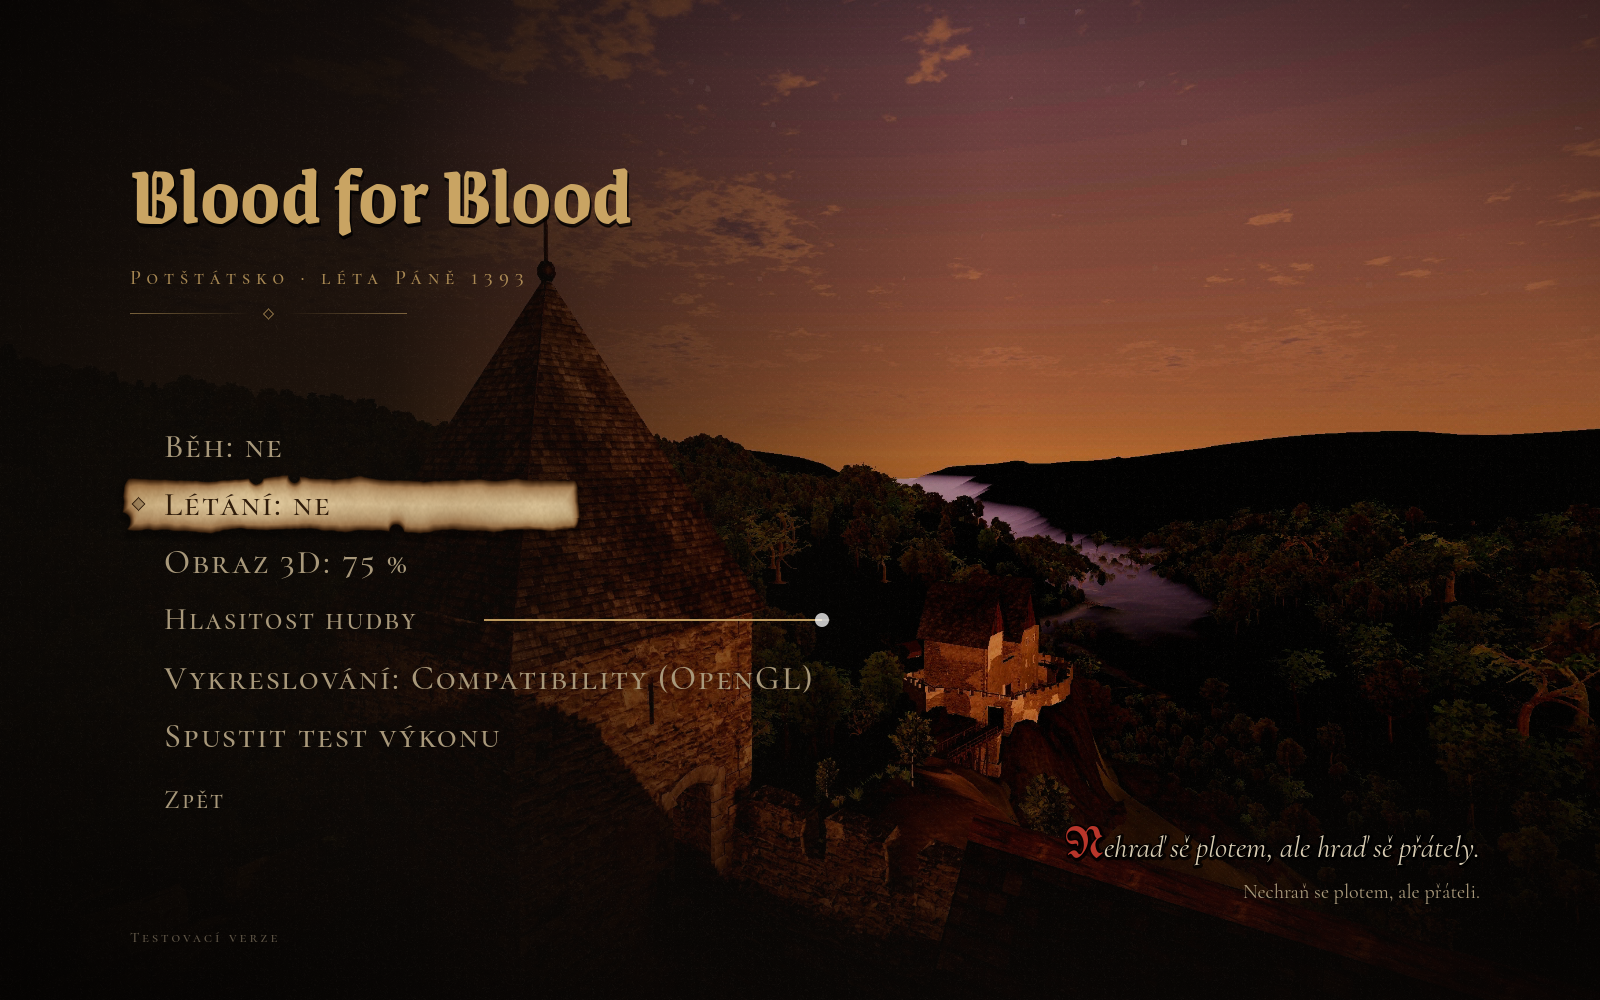 Blood for Blood
Potštátsko · léta Páně 1393
Běh: ne
Létání: ne
Obraz 3D: 75 %
Hlasitost hudby
Vykreslování: Compatibility (OpenGL)
Spustit test výkonu
Zpět
Nehraď sě plotem, ale hraď sě přátely.
Nechraň se plotem, ale přáteli.
Testovací verze